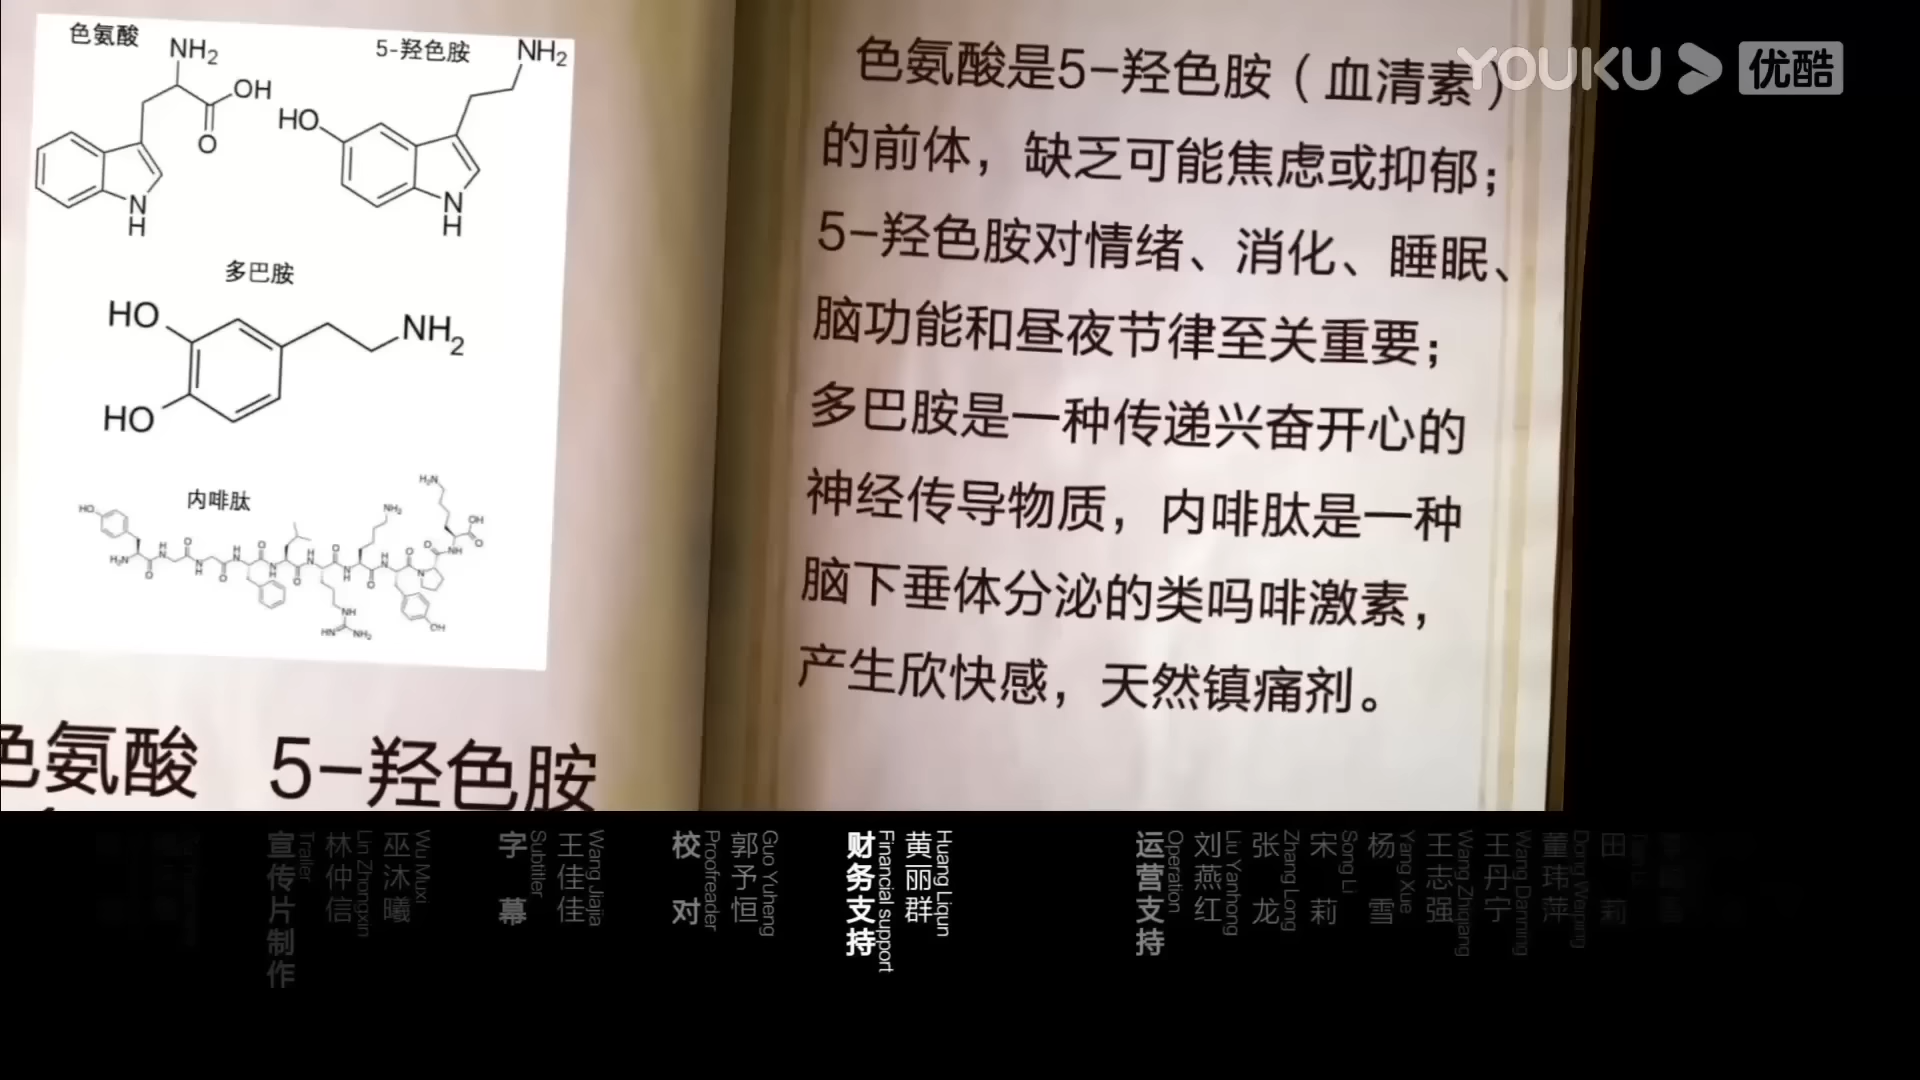 色氨酸
5-羟色胺
NH2
OH
O
N
H
NH2
HO
N
H
多巴胺
HO
HO
NH2
内啡肽
色氨酸 5-羟色胺
色氨酸是5-羟色胺（血清素）
的前体，缺乏可能焦虑或抑郁；
5-羟色胺对情绪、消化、睡眠、
脑功能和昼夜节律至关重要；
多巴胺是一种传递兴奋开心的
神经传导物质，内啡肽是一种
脑下垂体分泌的类吗啡激素，
产生欣快感，天然镇痛剂。
YOUKU 优酷
宣传片制作
Trailer
林仲信
Lin Zhongxin
巫沐曦
Wu Muxi
字幕
Subtitler
王佳佳
Wang Jiajia
校对
Proofreader
郭予恒
Guo Yuheng
财务支持
Financial support
黄丽群
Huang Liqun
运营支持
Operation
刘燕红
Liu Yanhong
张龙
Zhang Long
宋莉
Song Li
杨雪
Yang Xue
王志强
Wang Zhiqiang
王丹宁
Wang Danning
董玮萍
Dong Weiping
田莉